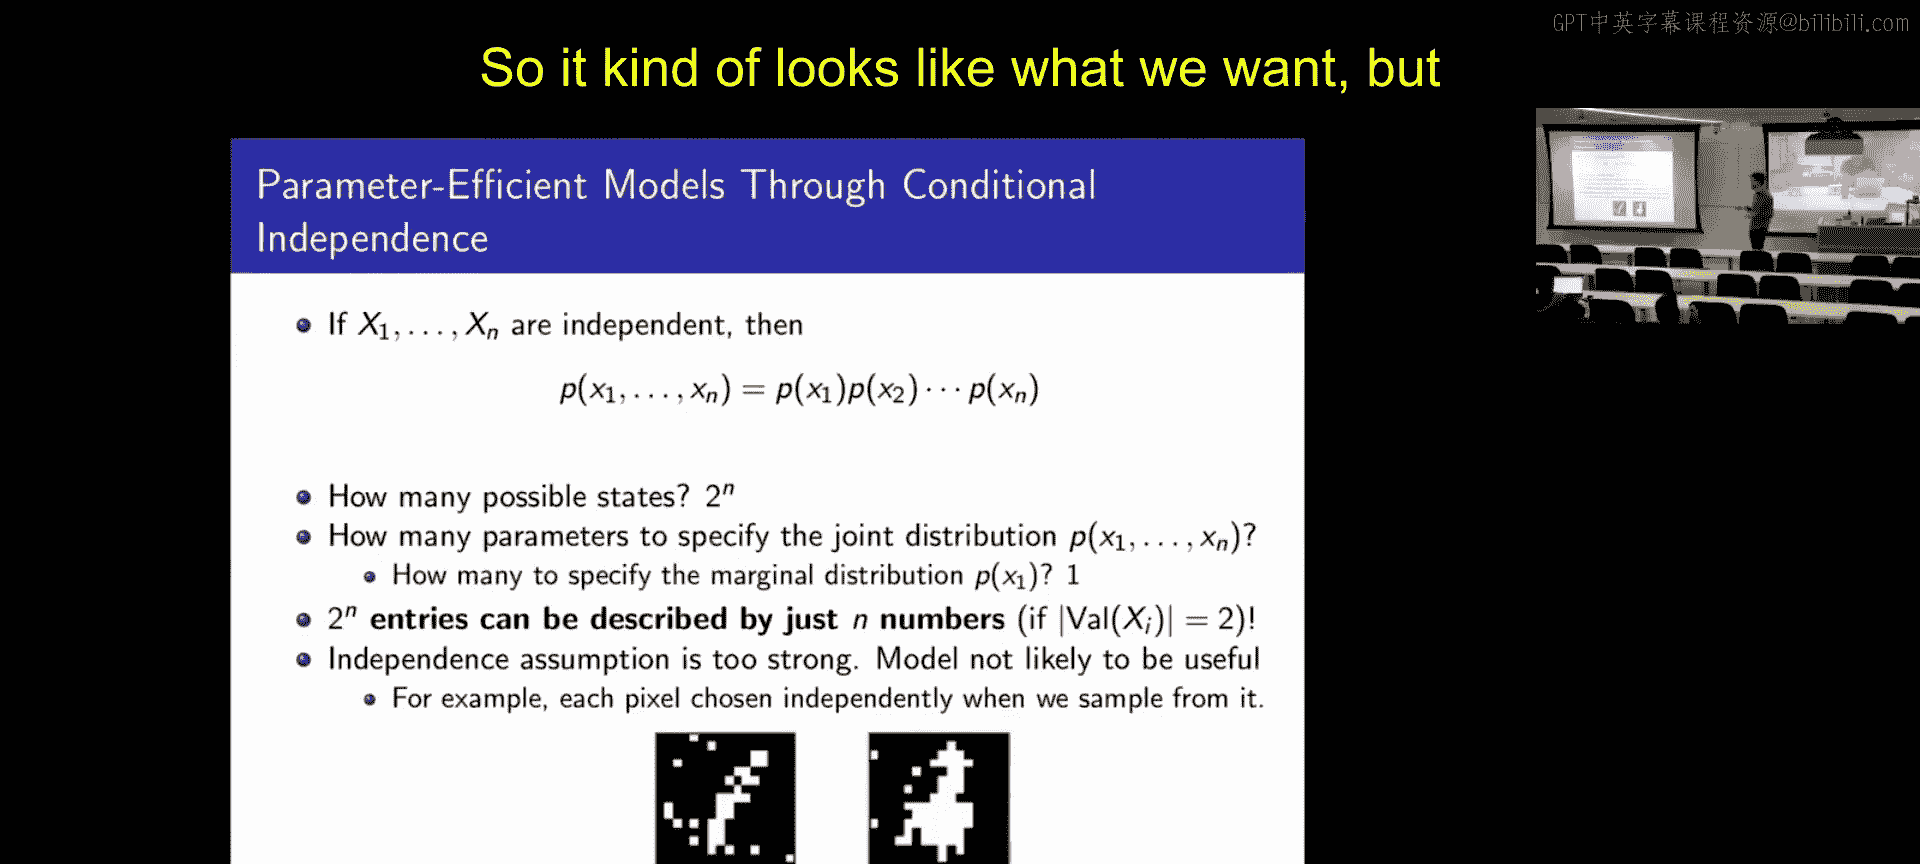 GPT中英字幕课程资源@bilibili.com
So it kind of looks like what we want, but
Parameter-Efficient Models Through Conditional
Independence
If X₁, . . . , Xₙ are independent, then
p(x₁, . . . , xₙ) = p(x₁)p(x₂) · · · p(xₙ)
How many possible states? 2ⁿ
How many parameters to specify the joint distribution p(x₁, . . . , xₙ)?
How many to specify the marginal distribution p(x₁)? 1
2ⁿ entries can be described by just n numbers (if |Val(Xᵢ)| = 2)!
Independence assumption is too strong. Model not likely to be useful
For example, each pixel chosen independently when we sample from it.